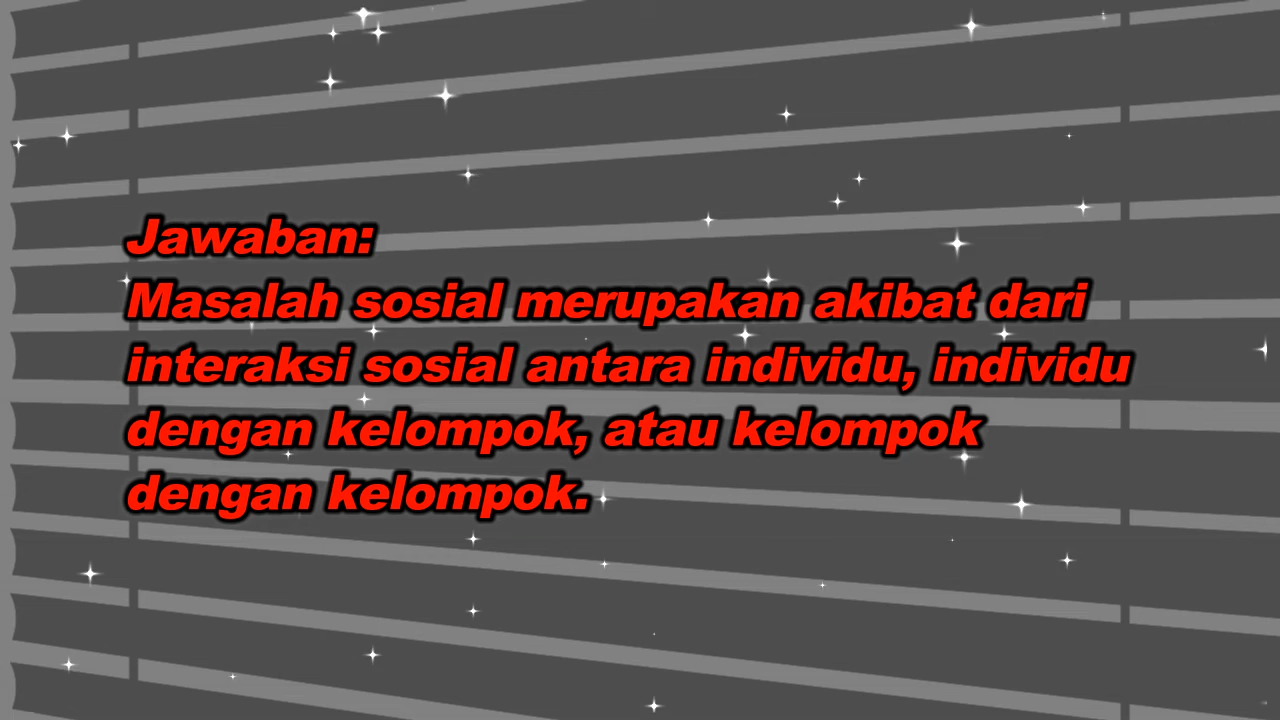 Jawaban:
Masalah sosial merupakan akibat dari
interaksi sosial antara individu, individu
dengan kelompok, atau kelompok
dengan kelompok.